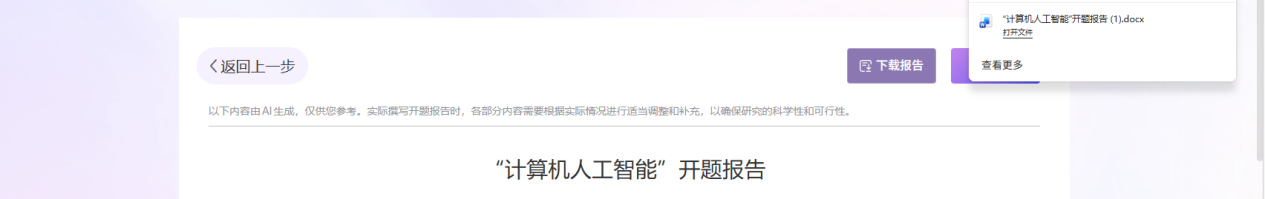 “计算机人工智能”开题报告 (1).docx
打开文件
查看更多
返回上一步
下载报告
以下内容由AI生成，仅供您参考。实际撰写开题报告时，各部分内容需要根据实际情况进行适当调整和补充，以确保研究的科学性和可行性。
“计算机人工智能”开题报告